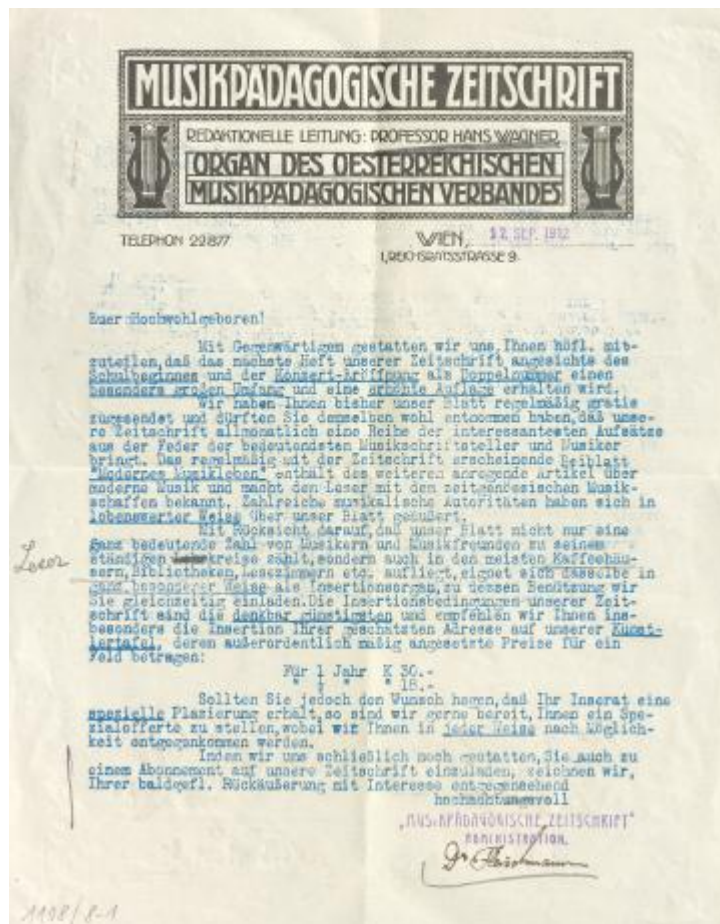 MUSIKPÄDAGOGISCHE ZEITSCHRIFT
REDAKTIONELLE LEITUNG: PROFESSOR HANS WAGNER
ORGAN DES OESTERREICHISCHEN
MUSIKPÄDAGOGISCHEN VERBANDES
TELEPHON 22877
WIEN, 12 SEP. 1912
I., REICHSRATSSTRASSE 9.
Euer Hochwohlgeboren!
Mit Gegenwärtigem gestatten wir uns, Ihnen höfl. mit-
zuteilen, daß das nächste Heft unserer Zeitschrift angesichts des
Schulbeginnes und der Konzert-Eröffnung als Doppelnummer einen
besonders großen Umfang und eine erhöhte Auflage erhalten wird.
Wir haben Ihnen bisher unser Blatt regelmäßig gratis
zugesendet und dürften Sie demselben wohl entnommen haben, daß unse-
re Zeitschrift allmonatlich eine Reihe der interessantesten Aufsätze
aus der Feder der bedeutendsten Musikschriftsteller und Musiker
bringt. Das regelmäßig mit der Zeitschrift erscheinende Beiblatt
"Modernes Musikleben" enthält des weiteren anregende Artikel über
moderne Musik und macht den Leser mit dem zeitgenössischen Musik-
schaffen bekannt. Zahlreiche musikalische Autoritäten haben sich in
lobenswerter Weise über unser Blatt geäußert.
Mit Rücksicht darauf, daß unser Blatt nicht nur eine
ganz bedeutende Zahl von Musikern und Musikfreunden zu seinem
Leser
ständigen kreise zählt, sondern auch in den meisten Kaffeehäu-
sern, Bibliotheken, Lesezimmern etc. aufliegt, eignet sich dasselbe in
ganz besonderer Weise als Insertionsorgan, zu dessen Benützung wir
Sie gleichzeitig einladen. Die Insertionsbedingungen unserer Zeit-
schrift sind die denkbar günstigsten und empfehlen wir Ihnen ins-
besonders die Insertion Ihrer geschätzten Adresse auf unserer Künst-
lertafel, deren außerordentlich mäßig angesetzte Preise für ein
Feld betragen:
Für 1 Jahr K 30.-
" " " 18.-
Sollten Sie jedoch den Wunsch hegen, daß Ihr Inserat eine
spezielle Plazierung erhält, so sind wir gerne bereit, Ihnen ein Spe-
zialofferte zu stellen, wobei wir Ihnen in jeder Weise nach Möglich-
keit entgegenkommen werden.
Indem wir uns schließlich noch gestatten, Sie auch zu
einem Abonnement auf unsere Zeitschrift einzuladen, zeichnen wir,
Ihrer baldgefl. Rückäußerung mit Interesse entgegensehend
hochachtungsvoll
„MUSIKPÄDAGOGISCHE ZEITSCHRIFT"
ADMINISTRATION.
Dr.
1108/8-1